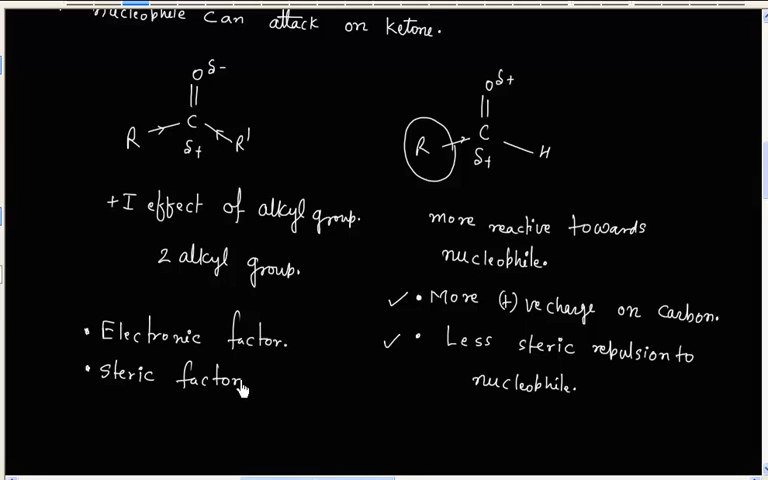 nucleophile can attack on ketone.
O δ-
C
R
R'
δ+
O δ+
C
R
H
δ+
+I effect of alkyl group.
2 alkyl group.
• Electronic factor.
• Steric factor
more reactive towards
nucleophile.
✓ • More (+)ve charge on carbon.
✓ • Less steric repulsion to
nucleophile.